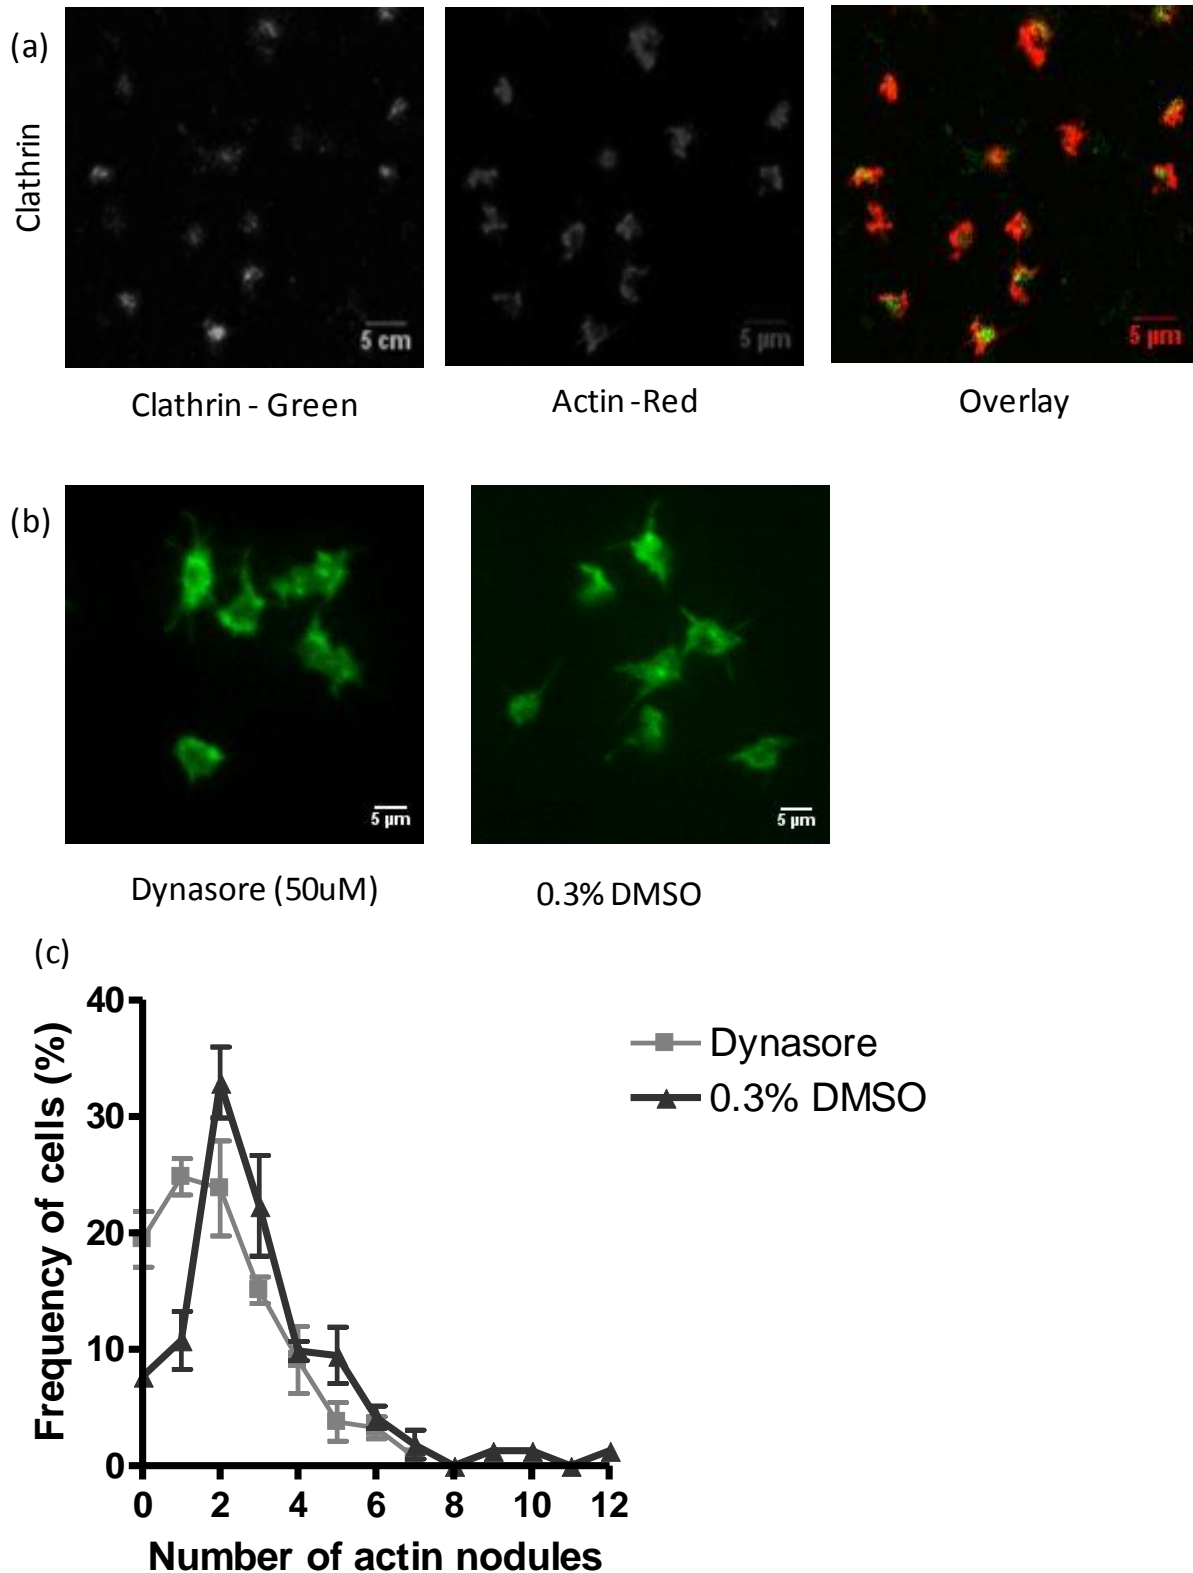 (a)
Clathrin
5 cm
5 µm
5 µm
Clathrin - Green
Actin -Red
Overlay
(b)
5 µm
5 µm
Dynasore (50uM)
0.3% DMSO
(c)
Frequency of cells (%)
40
30
20
10
0
Dynasore
0.3% DMSO
0 2 4 6 8 10 12
Number of actin nodules